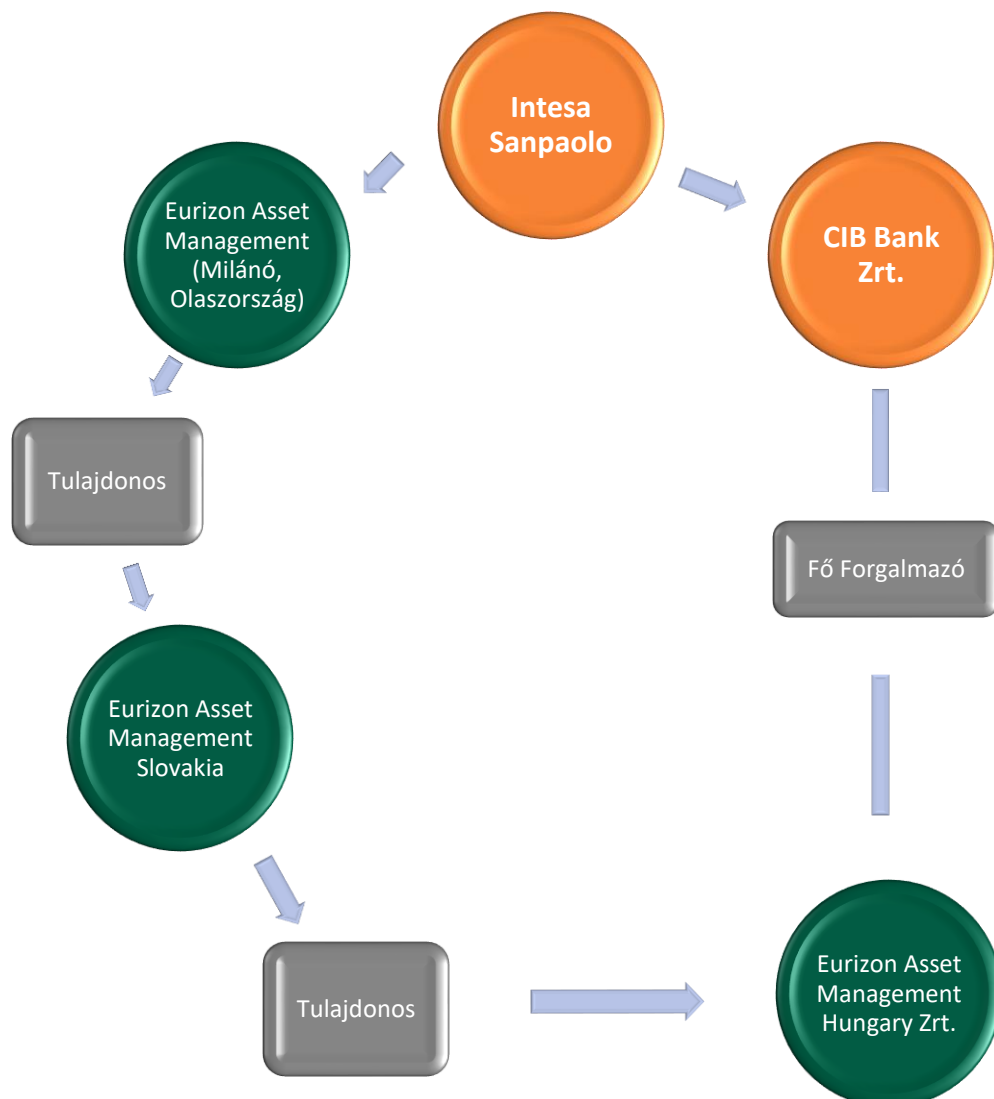 Intesa
Sanpaolo
Eurizon Asset
Management
(Milánó,
Olaszország)
CIB Bank
Zrt.
Tulajdonos
Fő Forgalmazó
Eurizon Asset
Management
Slovakia
Tulajdonos
Eurizon Asset
Management
Hungary Zrt.